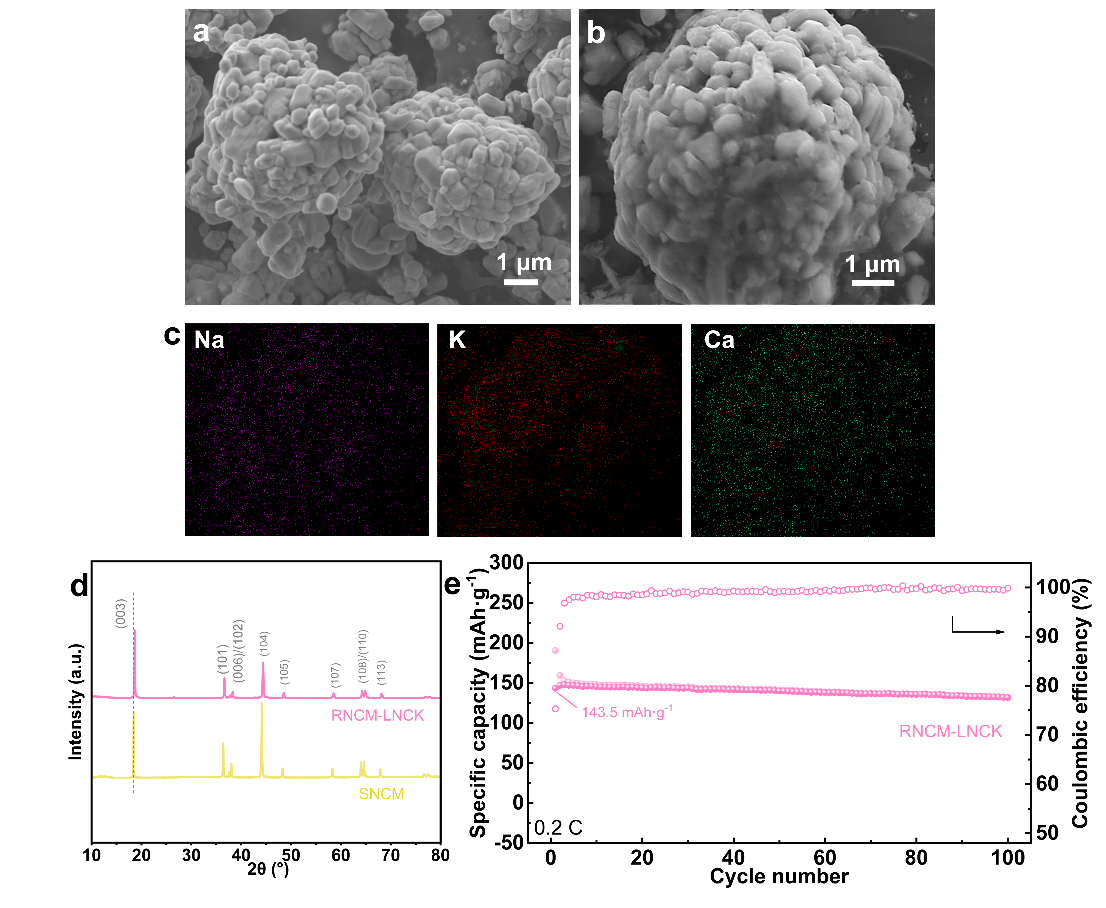 a
1 μm
b
1 μm
c
Na
K
Ca
d
Intensity (a.u.)
(003)
(101)
(006)/(102)
(104)
(105)
(107)
(108)/(110)
(113)
RNCM-LNCK
SNCM
10 20 30 40 50 60 70 80
2θ (°)
e
Specific capacity (mAh·g⁻¹)
300
250
200
150
100
50
0
-50
143.5 mAh·g⁻¹
RNCM-LNCK
0.2 C
0 20 40 60 80 100
Cycle number
100
90
80
70
60
50
Coulombic efficiency (%)